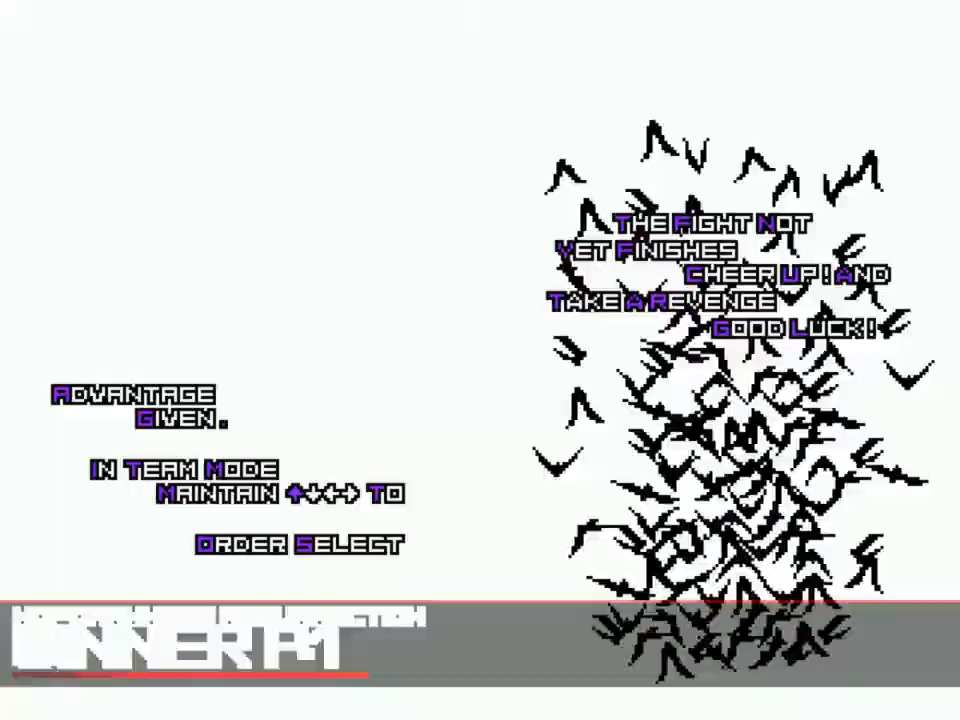 The Fight Not
Yet Finishes
Cheer Up! And
Take A Revenge
Good Luck!
Advantage
Given.
In Team Mode
Maintain ↑↓←→ To
Order Select
Winner P1